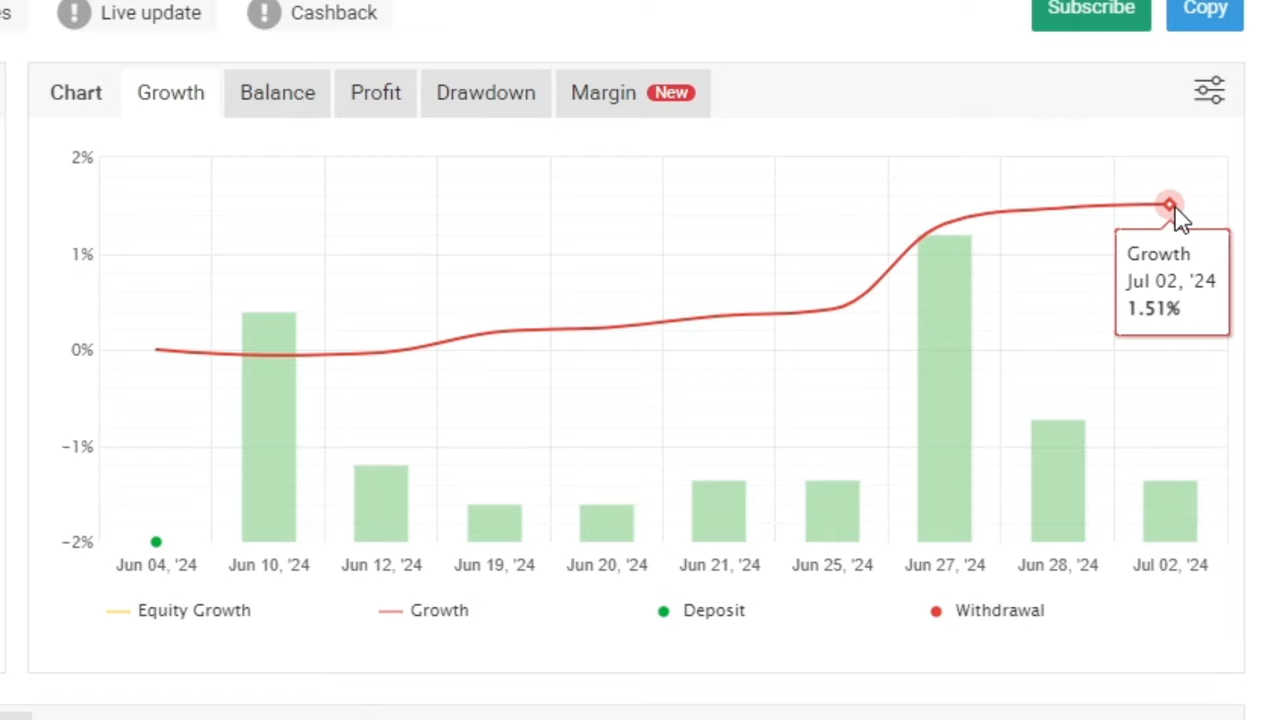 es Live update Cashback Subscribe Copy
Chart Growth Balance Profit Drawdown Margin New
2%
1%
0%
-1%
-2%
Growth
Jul 02, '24
1.51%
Jun 04, '24 Jun 10, '24 Jun 12, '24 Jun 19, '24 Jun 20, '24 Jun 21, '24 Jun 25, '24 Jun 27, '24 Jun 28, '24 Jul 02, '24
Equity Growth Growth Deposit Withdrawal